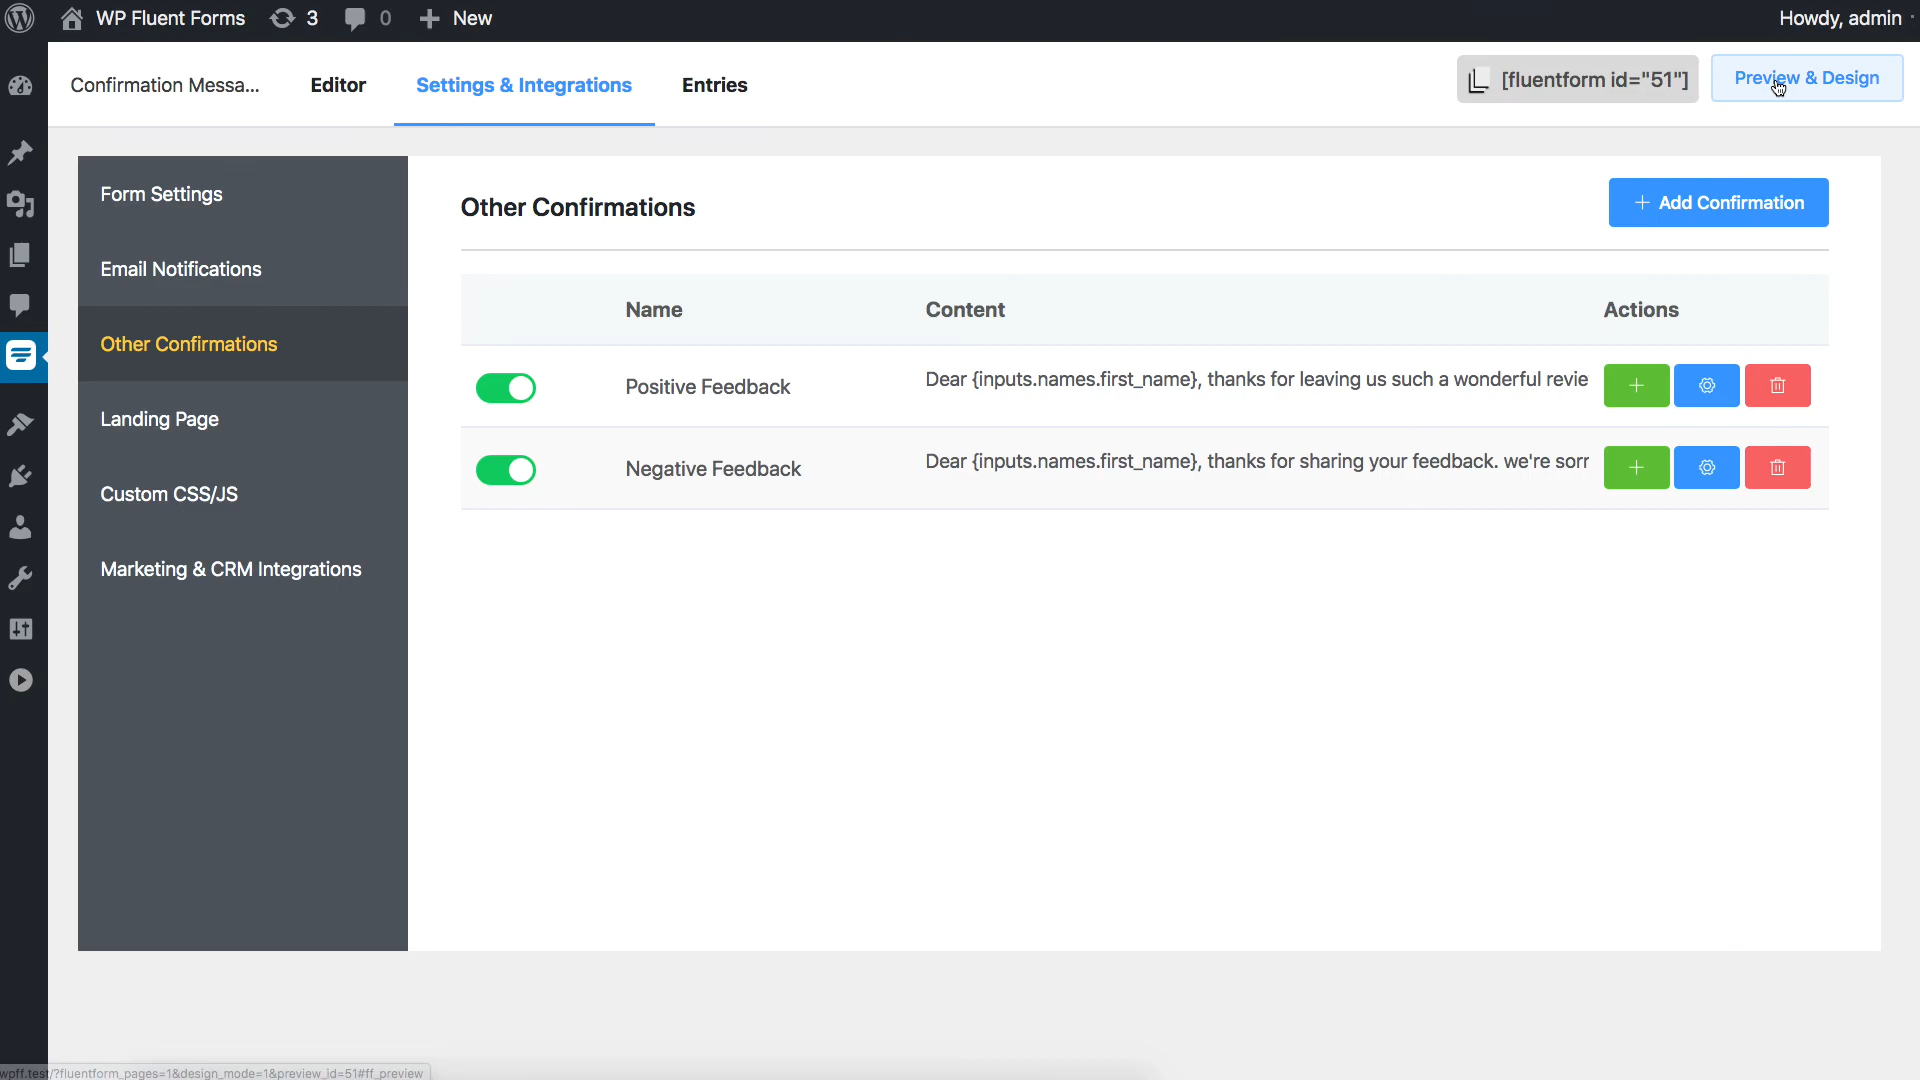 WP Fluent Forms 3 0 New Howdy, admin
Confirmation Messa... Editor Settings & Integrations Entries [fluentform id="51"] Preview & Design
Form Settings
Email Notifications
Other Confirmations
Landing Page
Custom CSS/JS
Marketing & CRM Integrations
Other Confirmations Add Confirmation
Name Content Actions
Positive Feedback Dear {inputs.names.first_name}, thanks for leaving us such a wonderful revie
Negative Feedback Dear {inputs.names.first_name}, thanks for sharing your feedback. we're sorr
wpff.test/?fluentform_pages=1&design_mode=1&preview_id=51#ff_preview